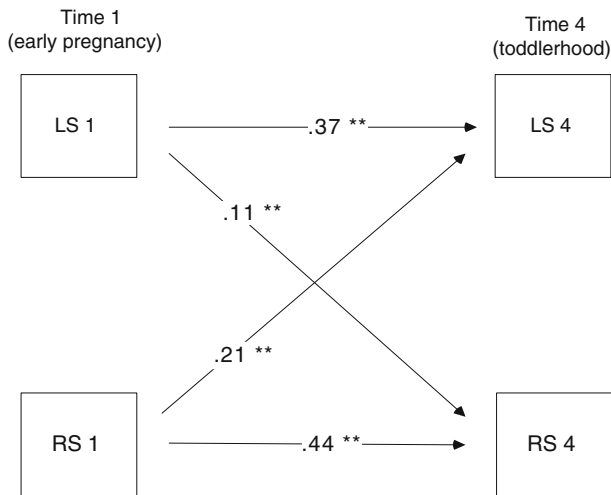 Time 1
(early pregnancy)
Time 4
(toddlerhood)
LS 1
.37 **
LS 4
.11 **
.21 **
RS 1
.44 **
RS 4